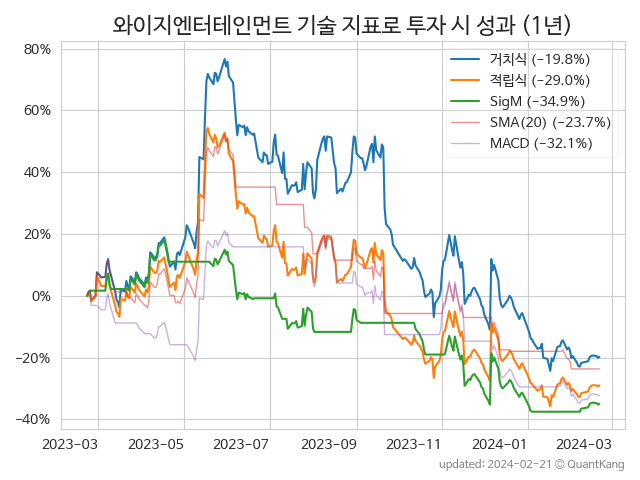 와이지엔터테인먼트 기술 지표로 투자 시 성과 (1년)
80%
60%
40%
20%
0%
−20%
−40%
거치식 (−19.8%)
적립식 (−29.0%)
SigM (−34.9%)
SMA(20) (−23.7%)
MACD (−32.1%)
2023-03 2023-05 2023-07 2023-09 2023-11 2024-01 2024-03
updated: 2024-02-21 © QuantKang